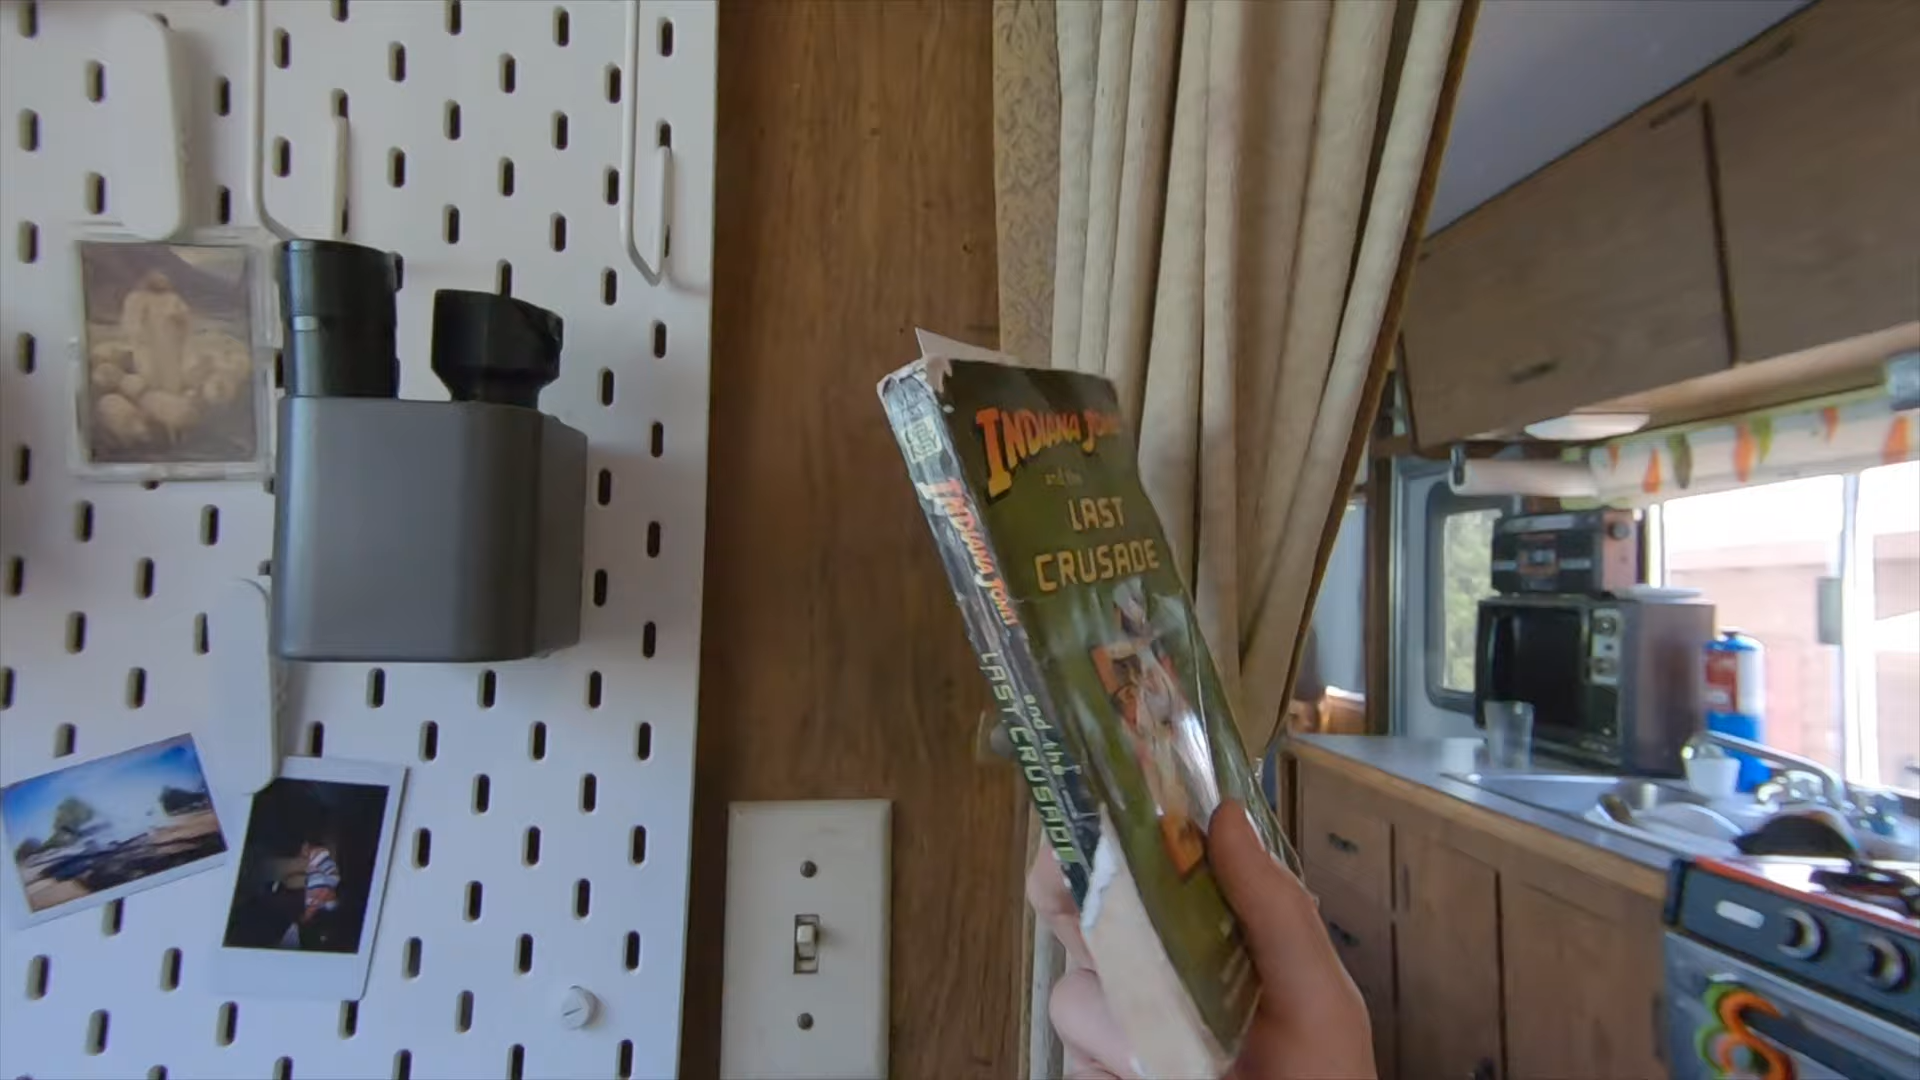 INDIANA JONES
and the
LAST
CRUSADE
INDIANA JONES
and the
LAST CRUSADE